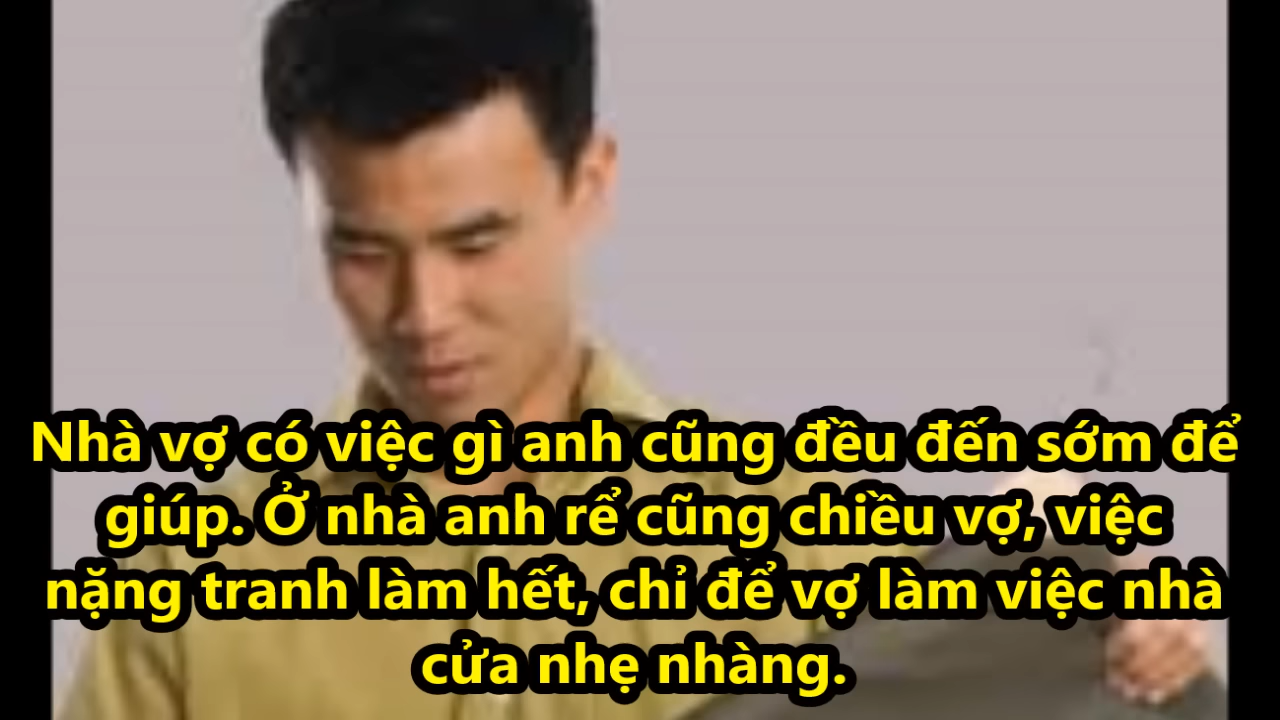 Nhà vợ có việc gì anh cũng đều đến sớm để
giúp. Ở nhà anh rể cũng chiều vợ, việc
nặng tranh làm hết, chỉ để vợ làm việc nhà
cửa nhẹ nhàng.